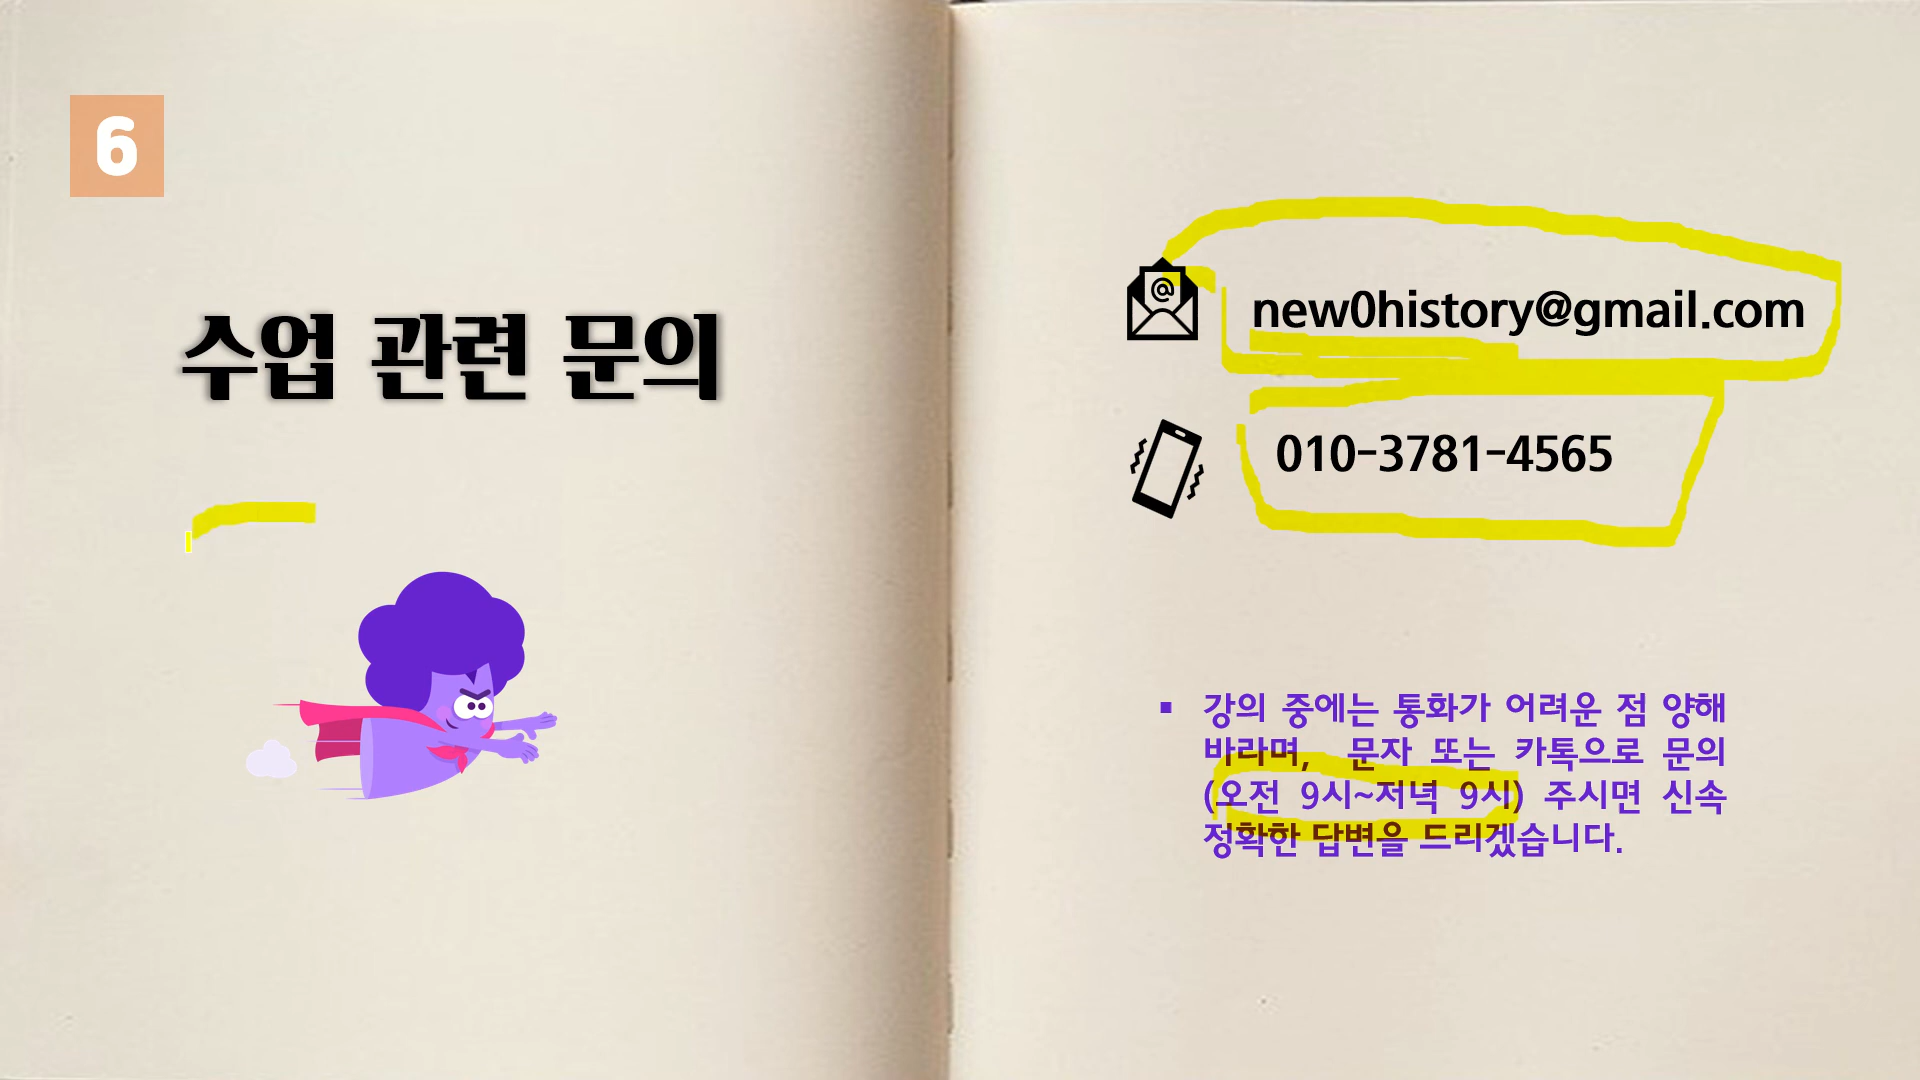 6
수업 관련 문의
new0history@gmail.com
010-3781-4565
▪ 강의 중에는 통화가 어려운 점 양해
바라며, 문자 또는 카톡으로 문의
(오전 9시~저녁 9시) 주시면 신속
정확한 답변을 드리겠습니다.